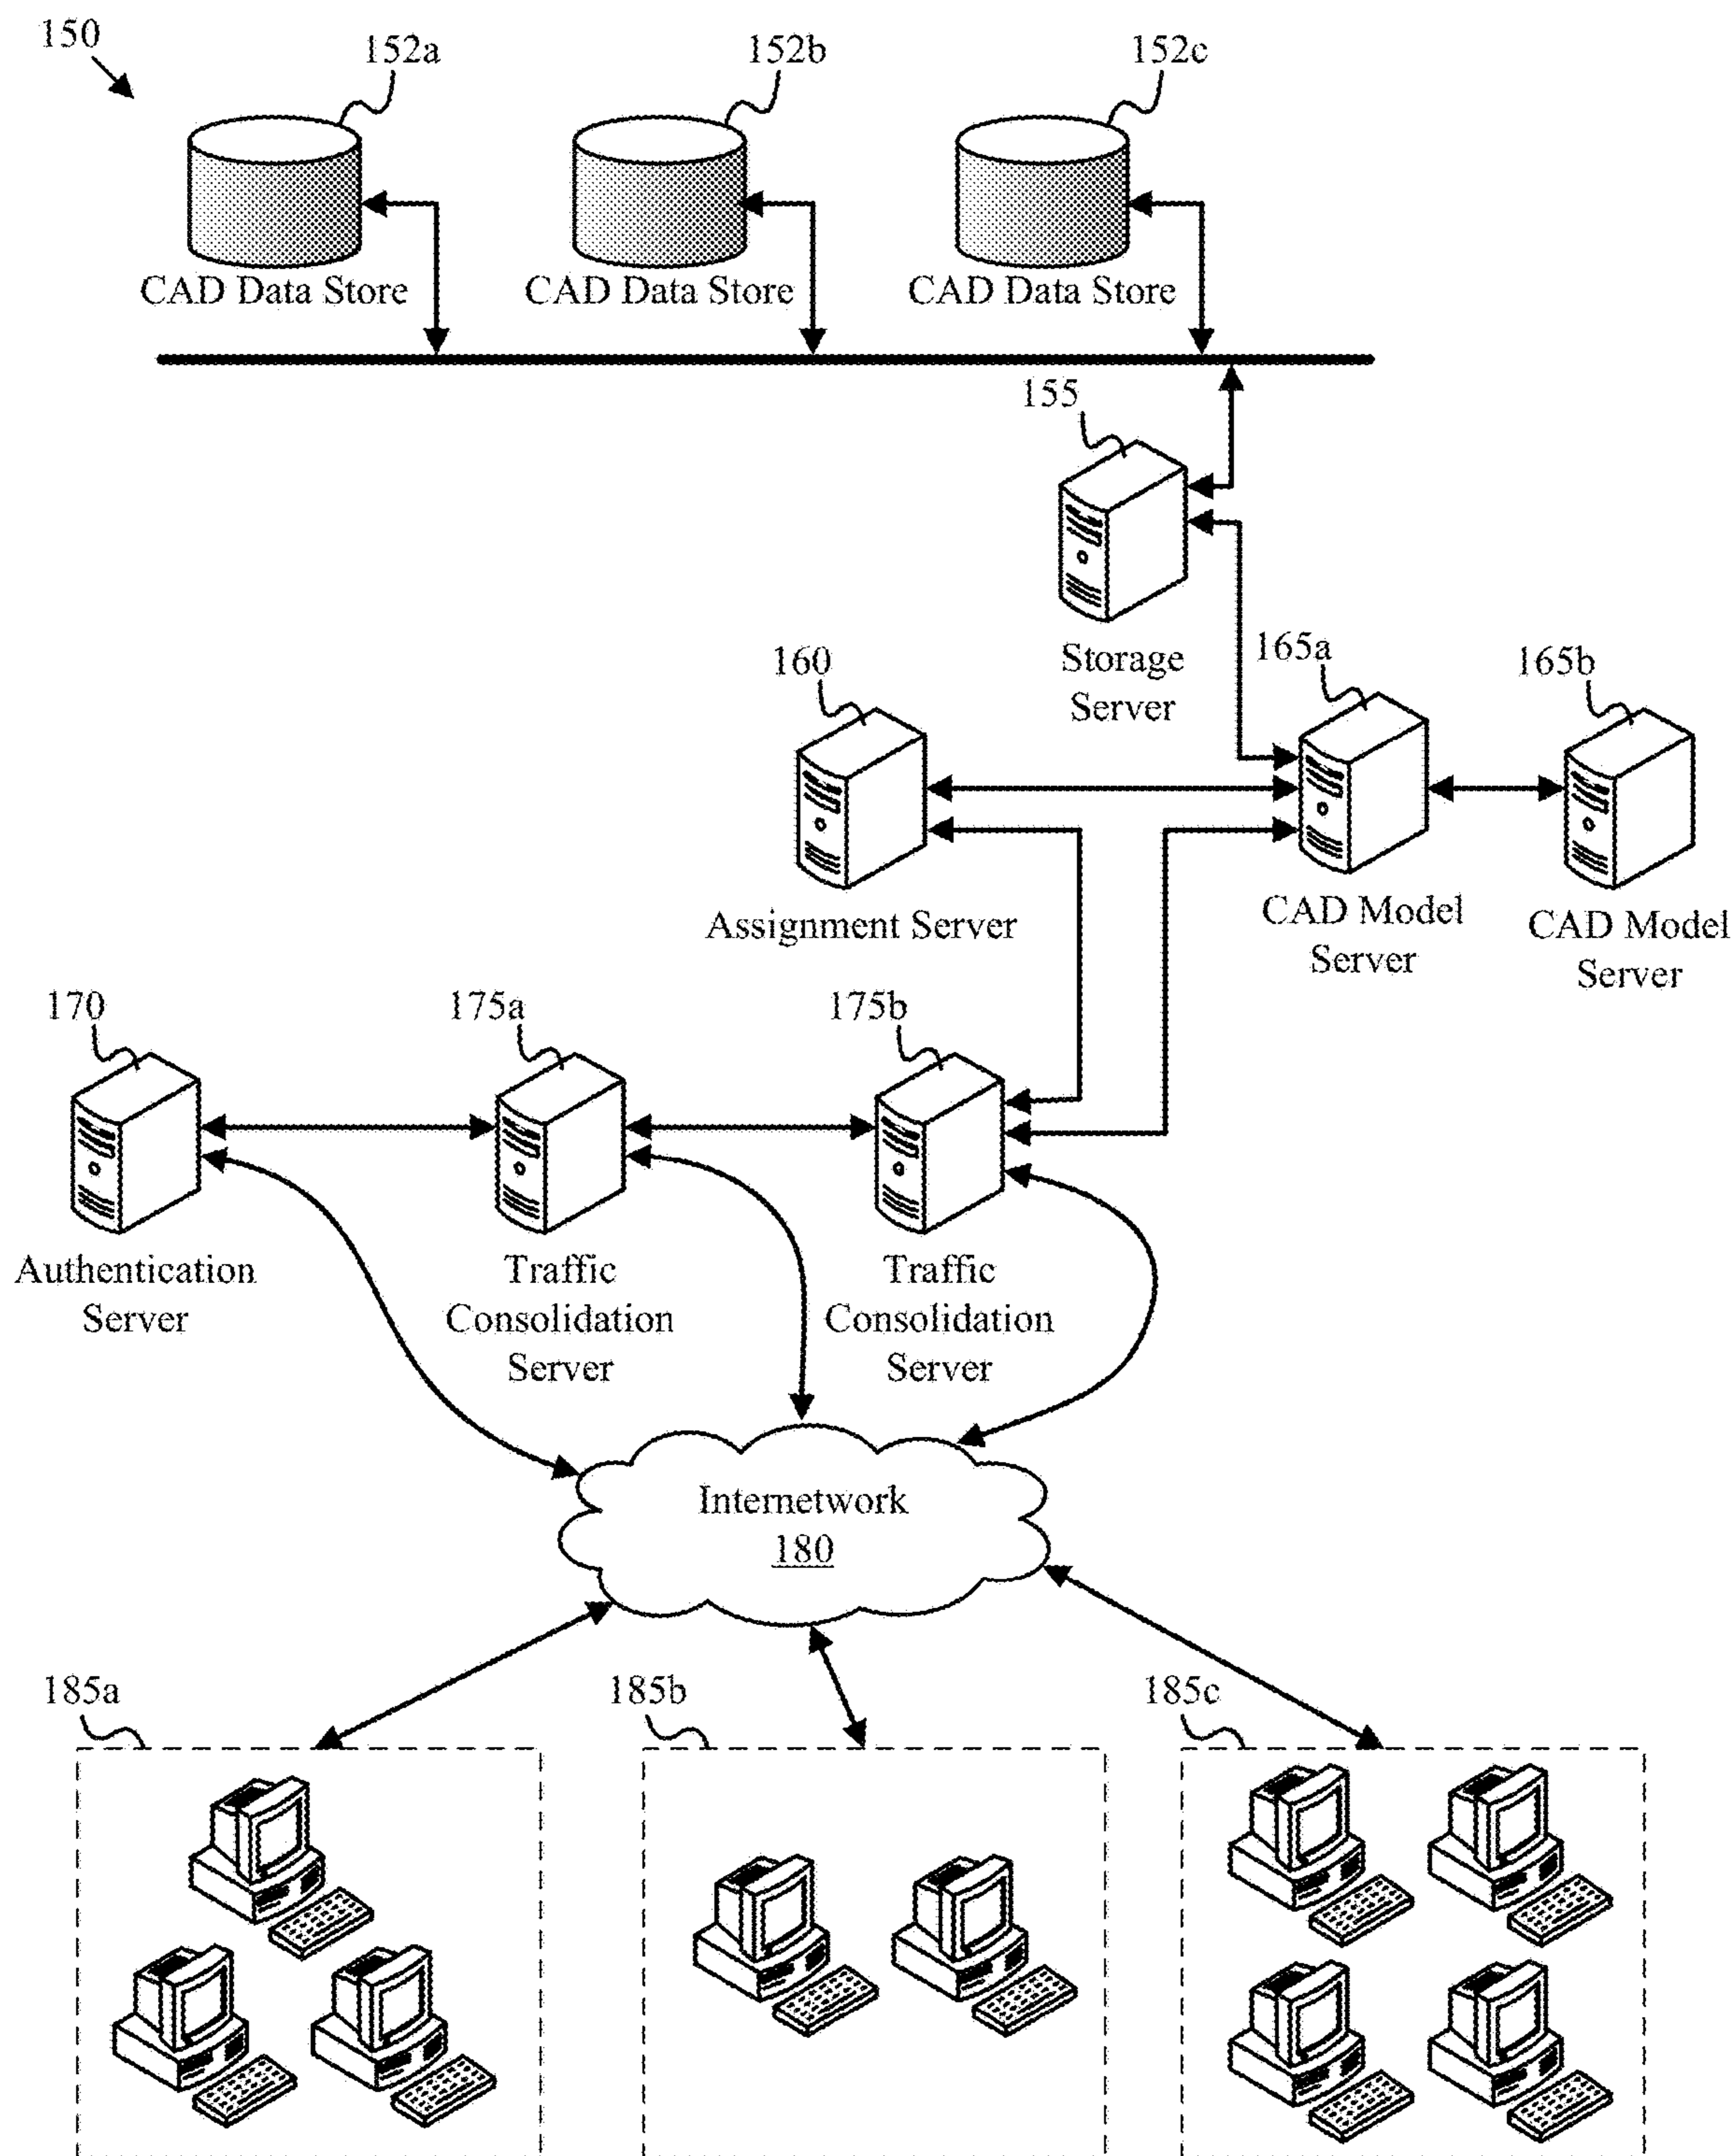 150
152a
152b
152c
CAD Data Store
CAD Data Store
CAD Data Store
155
Storage
Server
160
165a
165b
Assignment Server
CAD Model
Server
CAD Model
Server
170
175a
175b
Authentication
Server
Traffic
Consolidation
Server
Traffic
Consolidation
Server
Internetwork
180
185a
185b
185c